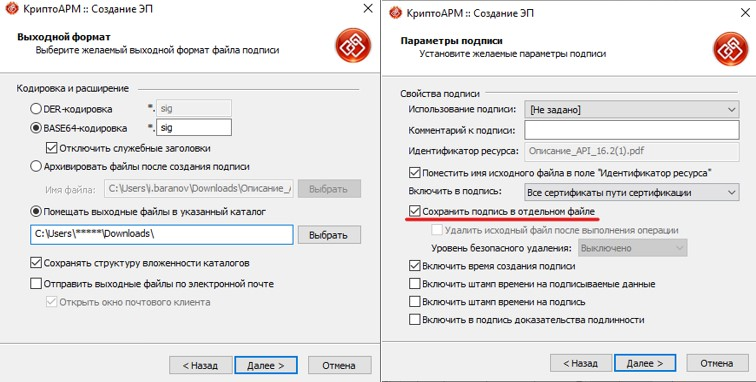 КриптоАРМ :: Создание ЭП
Выходной формат
Выберите желаемый выходной формат файла подписи
Кодировка и расширение
DER-кодировка *. sig
BASE64-кодировка *. sig
Отключить служебные заголовки
Архивировать файлы после создания подписи
Имя файла: C:\Users\i.baranov\Downloads\Описание_А Выбрать
Помещать выходные файлы в указанный каталог
C:\Users\*****\Downloads\ Выбрать
Сохранять структуру вложенности каталогов
Отправить выходные файлы по электронной почте
Открыть окно почтового клиента
< Назад Далее > Отмена
КриптоАРМ :: Создание ЭП
Параметры подписи
Установите желаемые параметры подписи
Свойства подписи
Использование подписи: [Не задано]
Комментарий к подписи:
Идентификатор ресурса: Описание_API_16.2(1).pdf
Поместить имя исходного файла в поле "Идентификатор ресурса"
Включить в подпись: Все сертификаты пути сертификации
Сохранить подпись в отдельном файле
Удалить исходный файл после выполнения операции
Уровень безопасного удаления: Выключено
Включить время создания подписи
Включить штамп времени на подписываемые данные
Включить штамп времени на подпись
Включить в подпись доказательства подлинности
< Назад Далее > Отмена